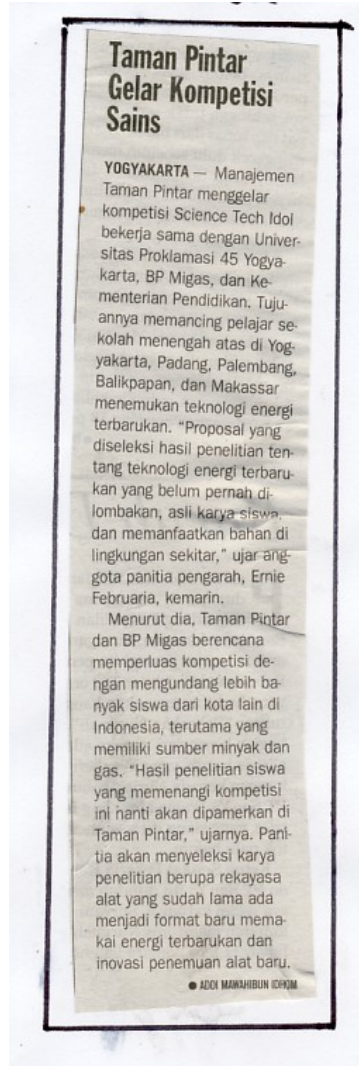 Taman Pintar
Gelar Kompetisi
Sains
YOGYAKARTA — Manajemen
Taman Pintar menggelar
kompetisi Science Tech Idol
bekerja sama dengan Univer-
sitas Proklamasi 45 Yogya-
karta, BP Migas, dan Ke-
menterian Pendidikan. Tuju-
annya memancing pelajar se-
kolah menengah atas di Yog-
yakarta, Padang, Palembang,
Balikpapan, dan Makassar
menemukan teknologi energi
terbarukan. “Proposal yang
diseleksi hasil penelitian ten-
tang teknologi energi terbaru-
kan yang belum pernah di-
lombakan, asli karya siswa,
dan memanfaatkan bahan di
lingkungan sekitar,” ujar ang-
gota panitia pengarah, Ernie
Februaria, kemarin.
Menurut dia, Taman Pintar
dan BP Migas berencana
memperluas kompetisi de-
ngan mengundang lebih ba-
nyak siswa dari kota lain di
Indonesia, terutama yang
memiliki sumber minyak dan
gas. “Hasil penelitian siswa
yang memenangi kompetisi
ini nanti akan dipamerkan di
Taman Pintar,” ujarnya. Pani-
tia akan menyeleksi karya
penelitian berupa rekayasa
alat yang sudah lama ada
menjadi format baru mema-
kai energi terbarukan dan
inovasi penemuan alat baru.
● ADDI MAWAHIBUN IDHOM